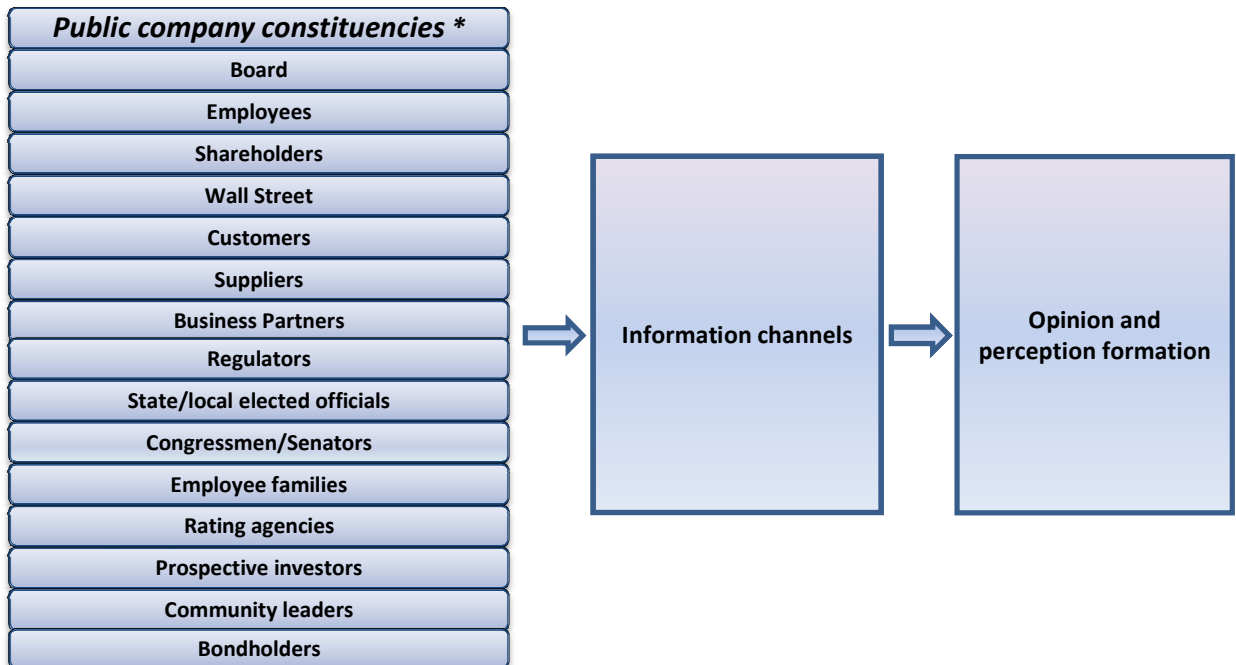 Public company constituencies *
Board
Employees
Shareholders
Wall Street
Customers
Suppliers
Business Partners
Regulators
State/local elected officials
Congressmen/Senators
Employee families
Rating agencies
Prospective investors
Community leaders
Bondholders
Information channels
Opinion and
perception formation